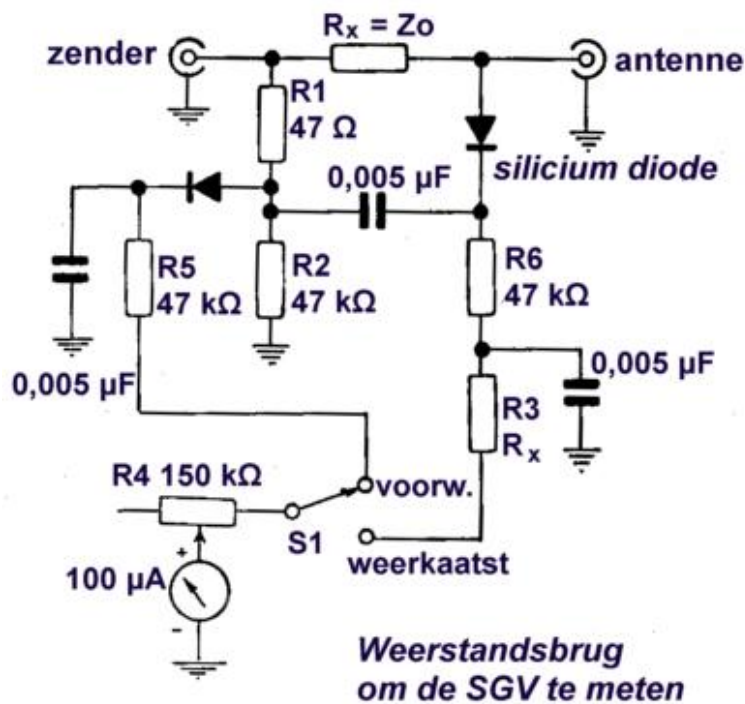 R x = Zo
zender
antenne
R1
47 Ω
silicium diode
0,005 µF
R5
47 kΩ
R2
47 kΩ
R6
47 kΩ
0,005 µF
0,005 µF
R3
R x
R4 150 kΩ
voorw.
S1
weerkaatst
+
100 µA
-
Weerstandsbrug
om de SGV te meten